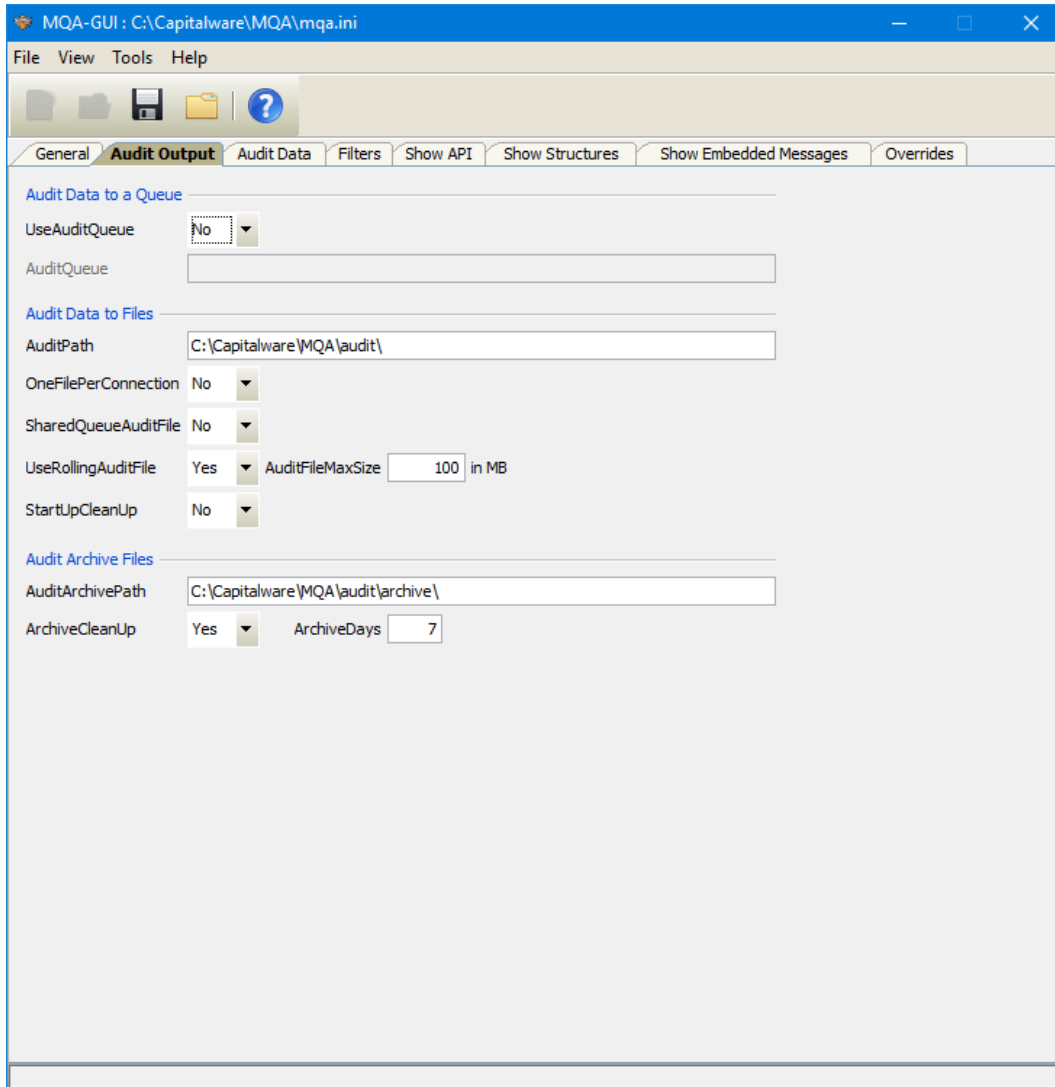 MQA-GUI : C:\Capitalware\MQA\mqa.ini
File View Tools Help
?
General Audit Output Audit Data Filters Show API Show Structures Show Embedded Messages Overrides
Audit Data to a Queue
UseAuditQueue No
AuditQueue
Audit Data to Files
AuditPath C:\Capitalware\MQA\audit\
OneFilePerConnection No
SharedQueueAuditFile No
UseRollingAuditFile Yes AuditFileMaxSize 100 in MB
StartUpCleanUp No
Audit Archive Files
AuditArchivePath C:\Capitalware\MQA\audit\archive\
ArchiveCleanUp Yes ArchiveDays 7